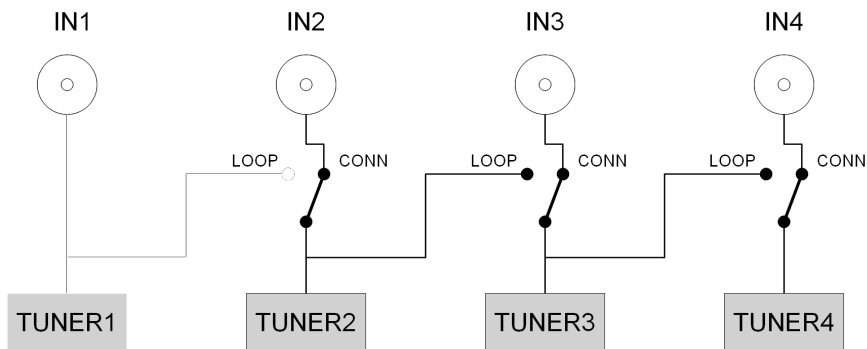 IN1 IN2 IN3 IN4
LOOP CONN LOOP CONN LOOP CONN
TUNER1 TUNER2 TUNER3 TUNER4